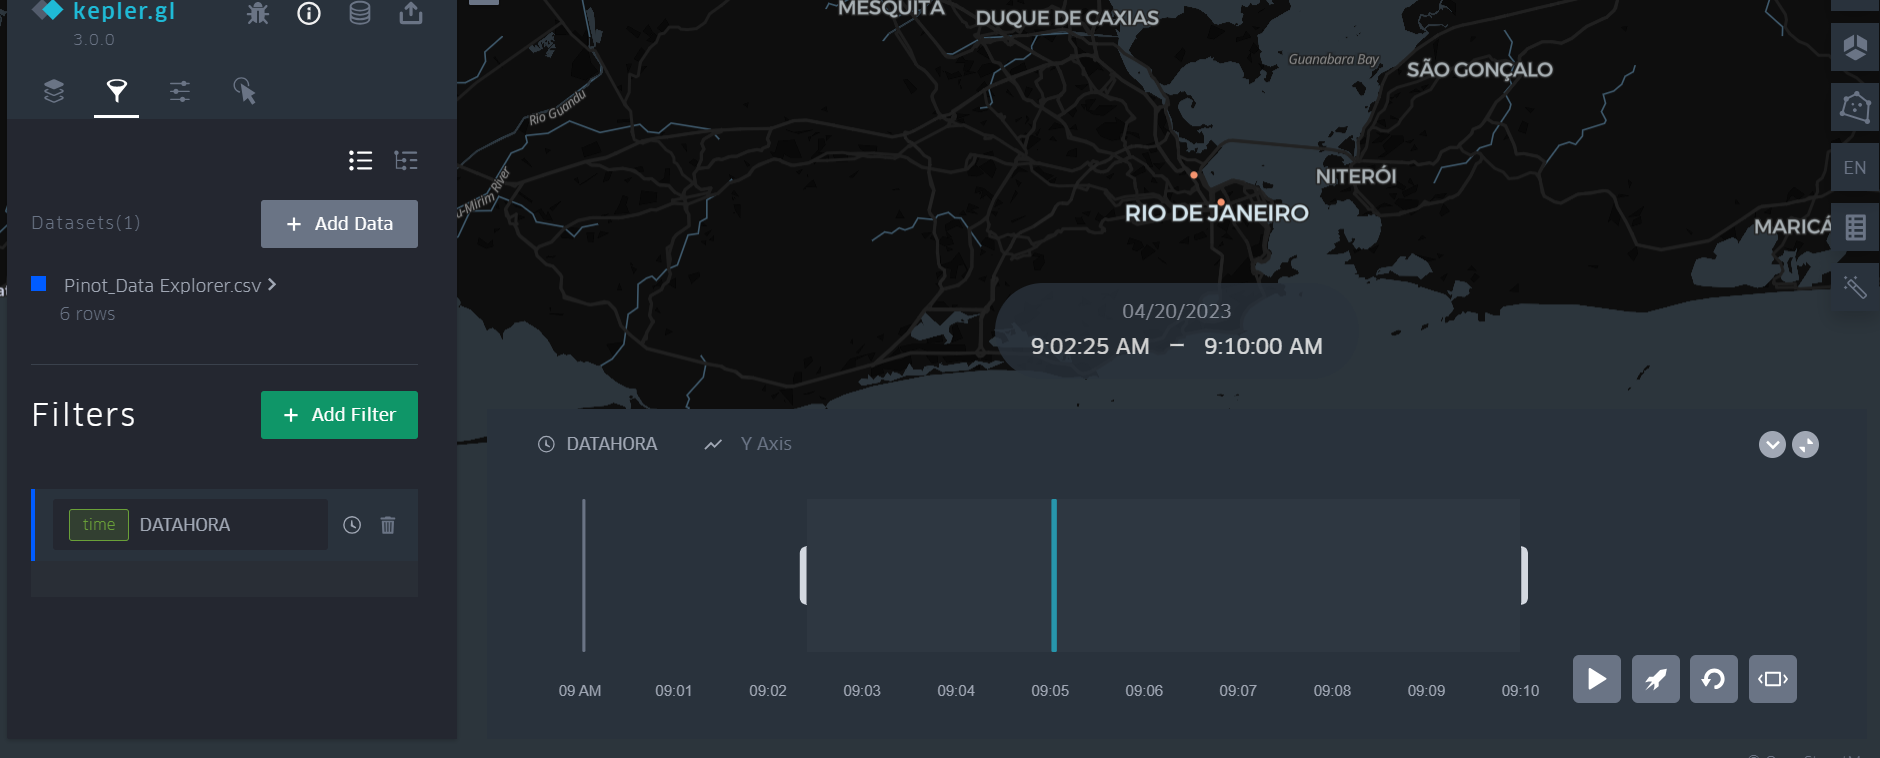 kepler.gl
3.0.0
Datasets(1)
+ Add Data
Pinot_Data Explorer.csv
6 rows
Filters
+ Add Filter
time DATAHORA
MESQUITA
DUQUE DE CAXIAS
Guanabara Bay
SÃO GONÇALO
Rio Guandu
NITERÓI
RIO DE JANEIRO
MARICÁ
EN
04/20/2023
9:02:25 AM – 9:10:00 AM
DATAHORA Y Axis
09 AM 09:01 09:02 09:03 09:04 09:05 09:06 09:07 09:08 09:09 09:10